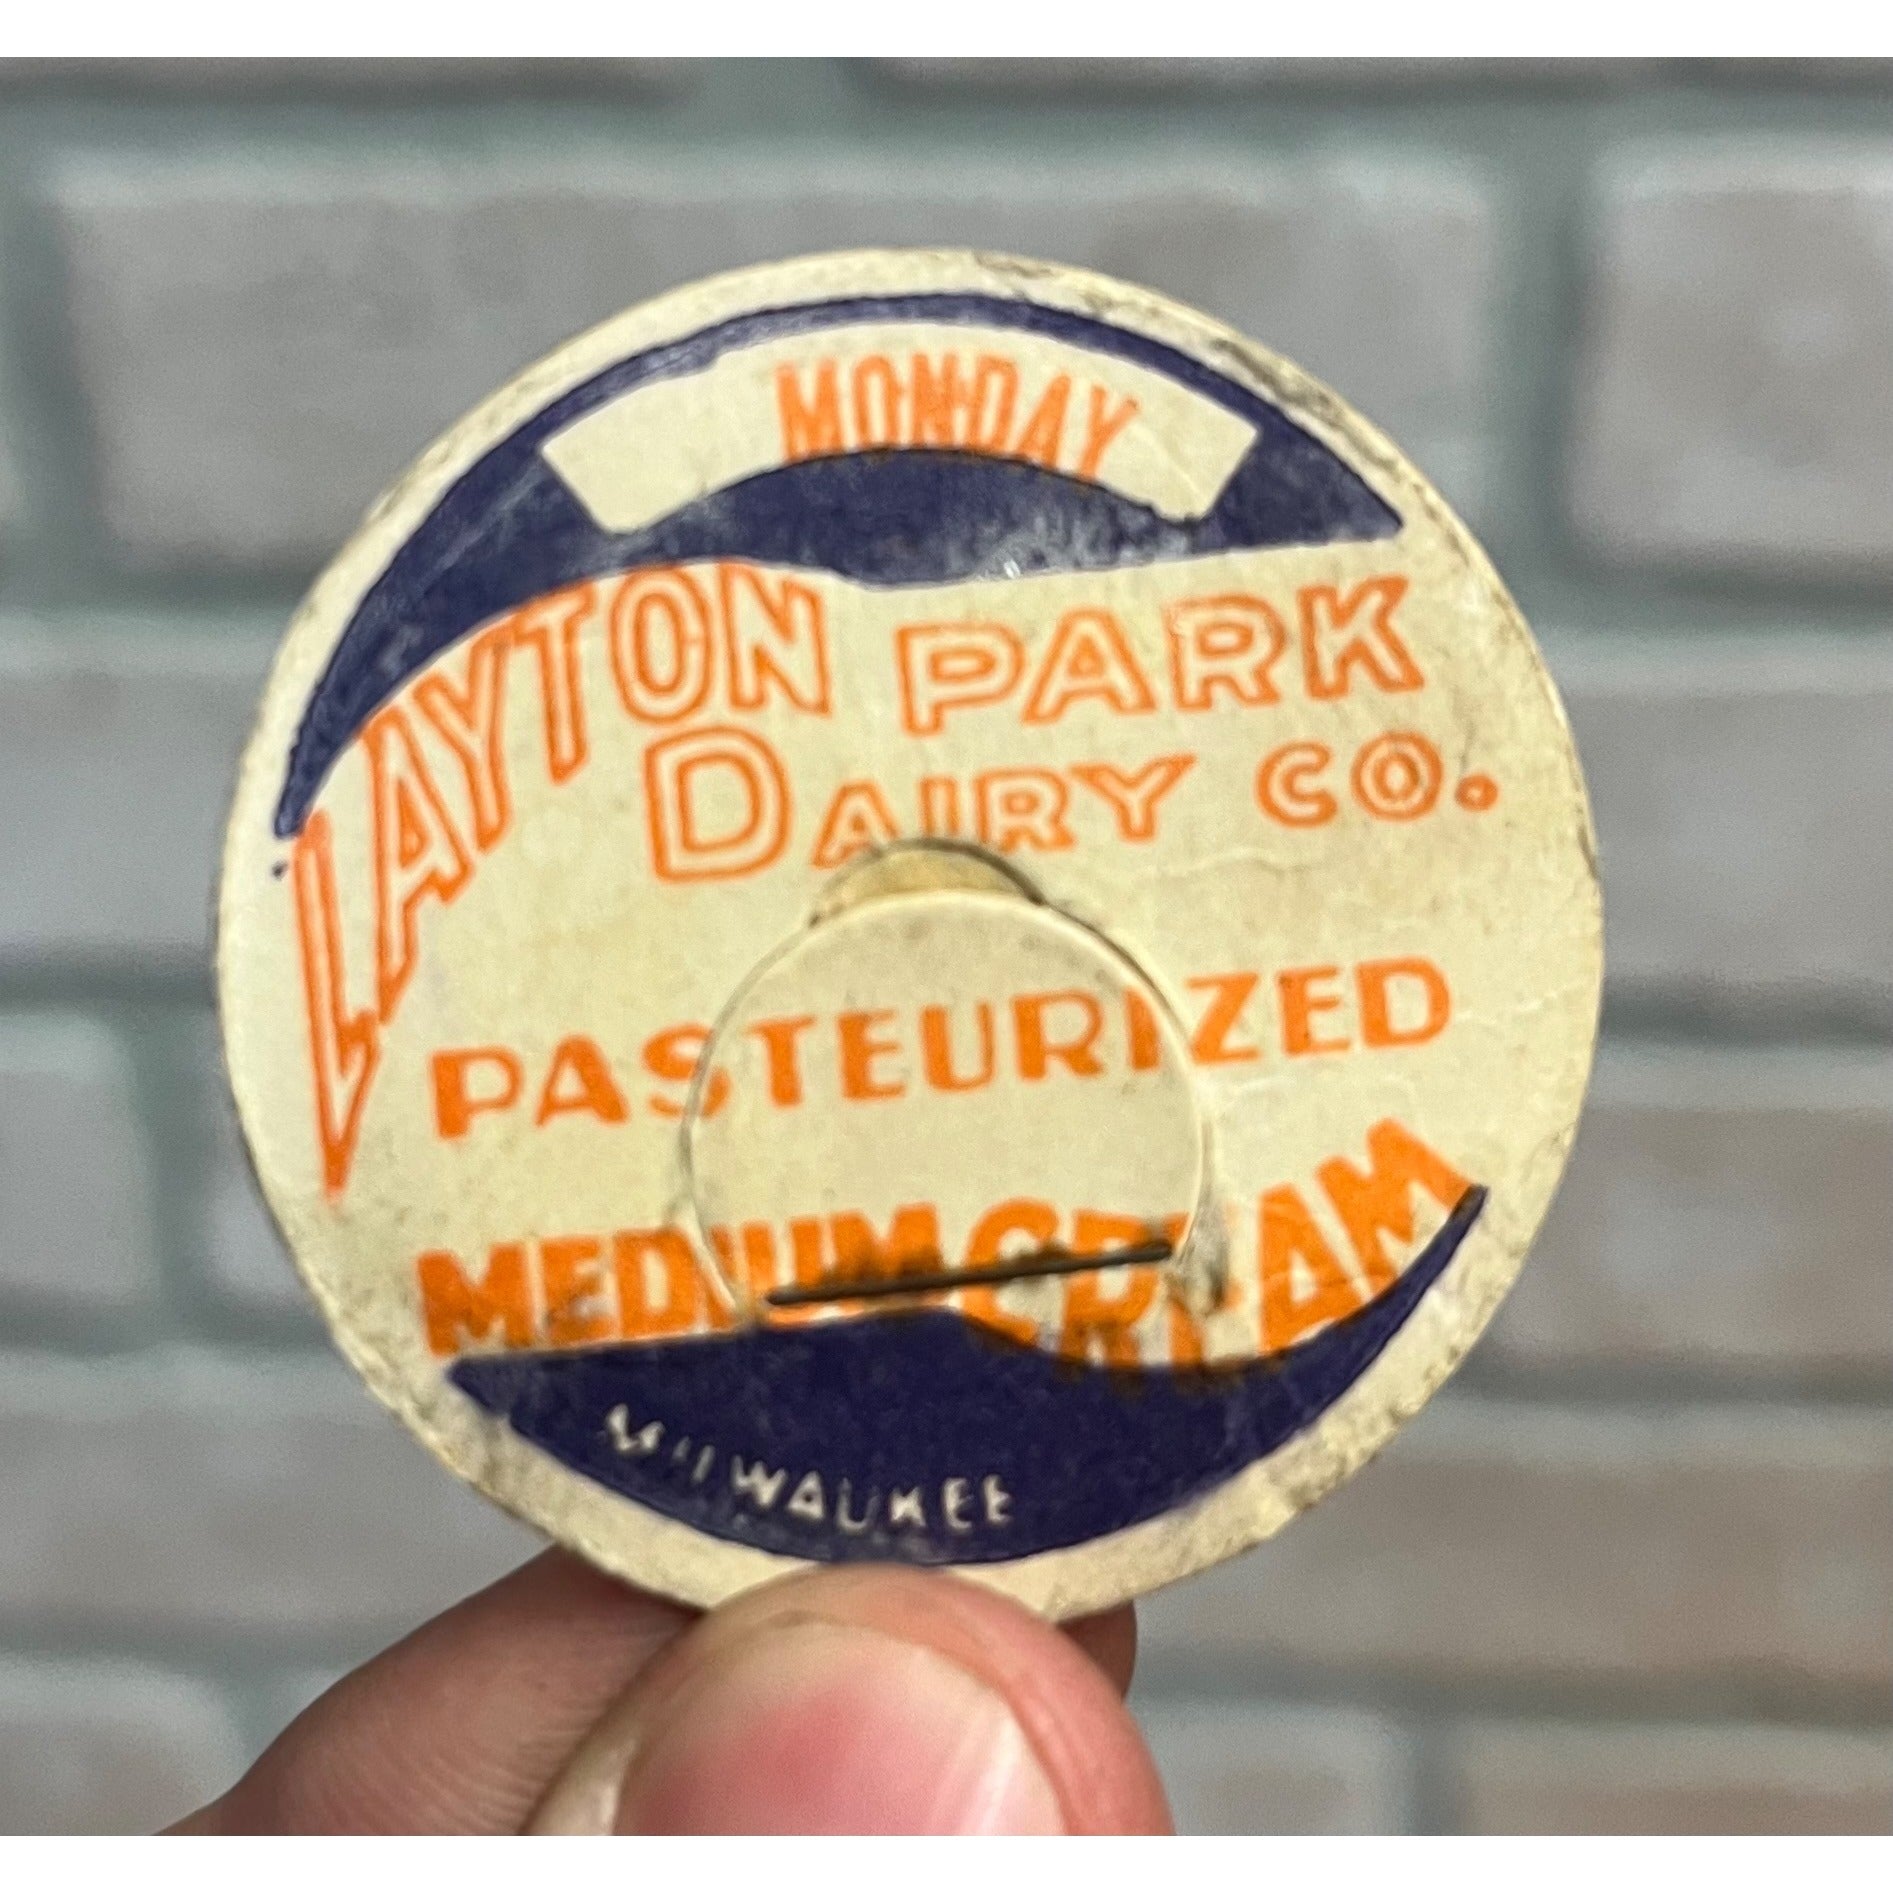 MONDAY
LAYTON PARK
DAIRY CO.
PASTEURIZED
MEDIUM CREAM
MILWAUKEE